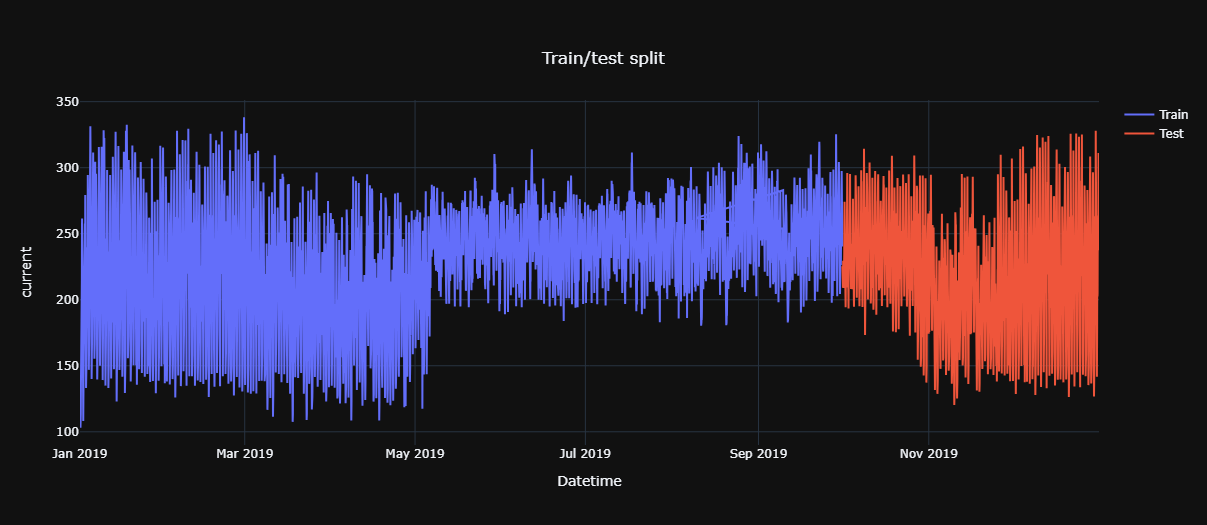 Train/test split
350
300
250
200
150
100
current
Jan 2019
Mar 2019
May 2019
Jul 2019
Sep 2019
Nov 2019
Datetime
Train
Test